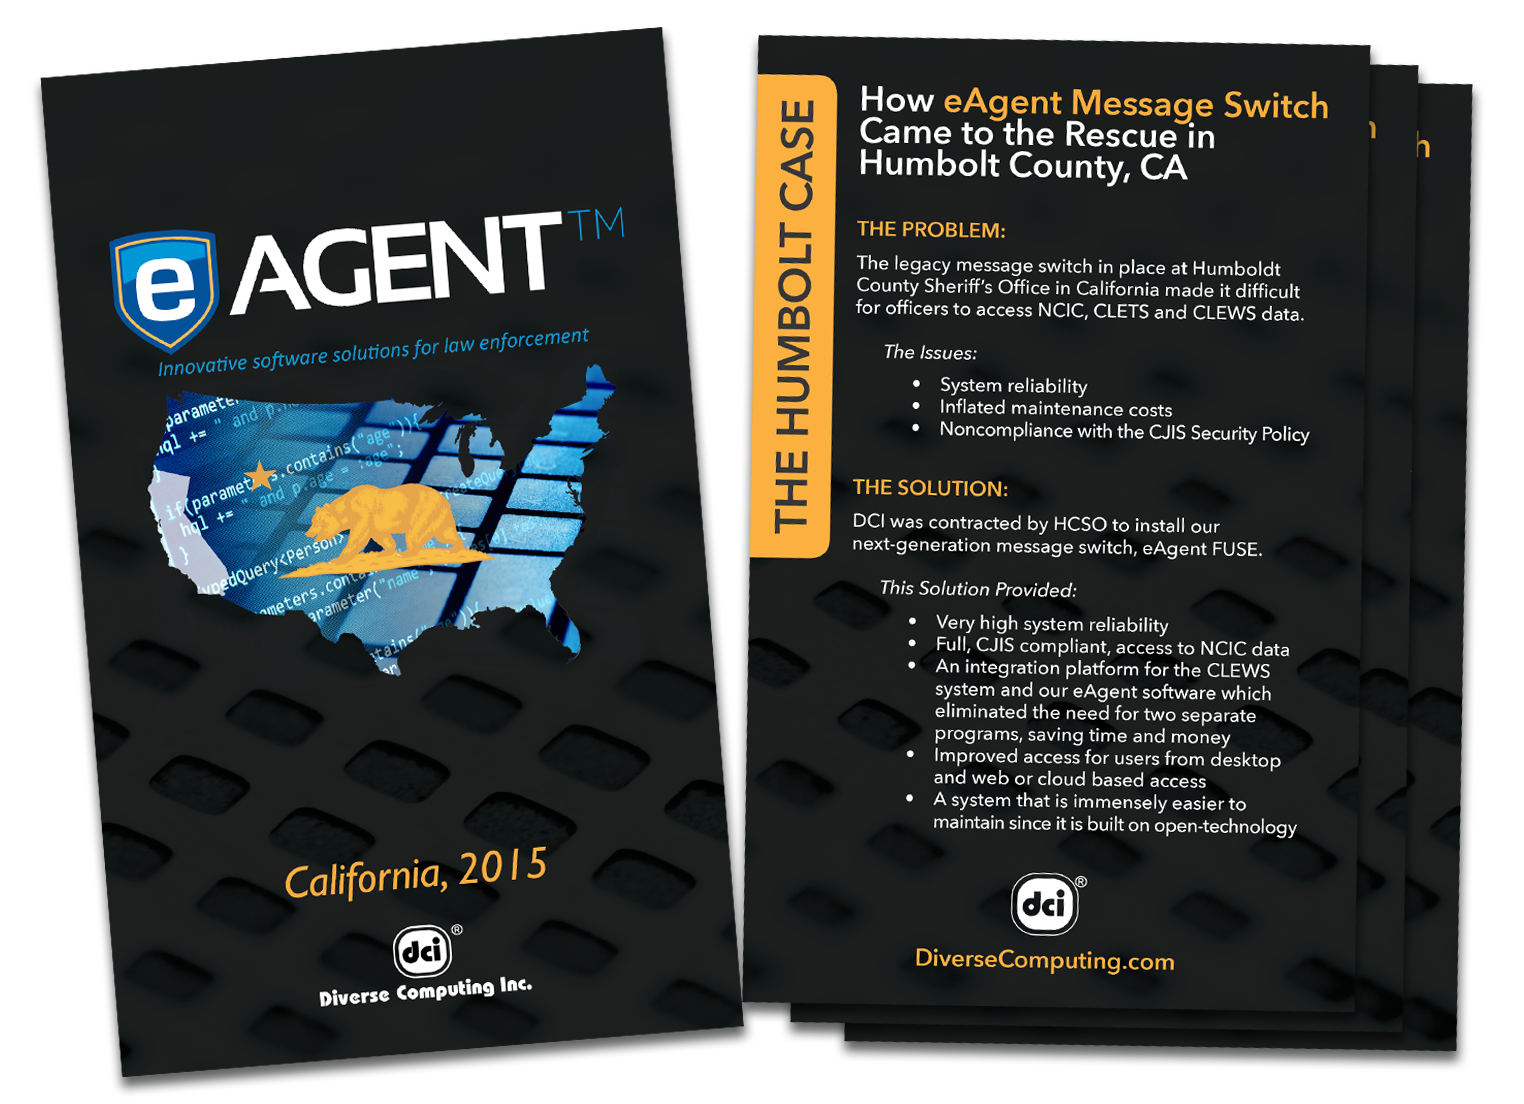 e AGENT™
Innovative software solutions for law enforcement
California, 2015
dci®
Diverse Computing Inc.
THE HUMBOLT CASE
How eAgent Message Switch
Came to the Rescue in
Humbolt County, CA
THE PROBLEM:
The legacy message switch in place at Humboldt
County Sheriff's Office in California made it difficult
for officers to access NCIC, CLETS and CLEWS data.
The Issues:
• System reliability
• Inflated maintenance costs
• Noncompliance with the CJIS Security Policy
THE SOLUTION:
DCI was contracted by HCSO to install our
next-generation message switch, eAgent FUSE.
This Solution Provided:
• Very high system reliability
• Full, CJIS compliant, access to NCIC data
• An integration platform for the CLEWS
system and our eAgent software which
eliminated the need for two separate
programs, saving time and money
• Improved access for users from desktop
and web or cloud based access
• A system that is immensely easier to
maintain since it is built on open-technology
dci®
DiverseComputing.com